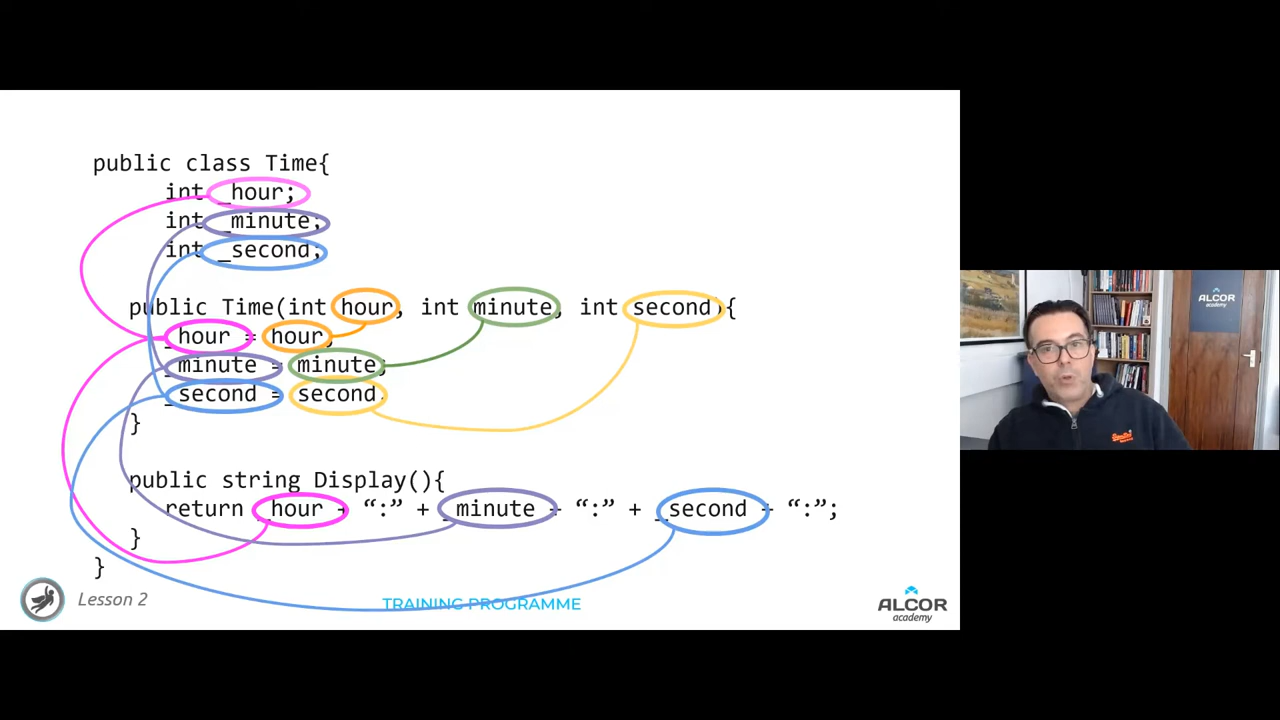 public class Time{
int _hour;
int _minute;
int _second;
public Time(int hour, int minute, int second){
_hour = hour;
_minute = minute;
_second = second;
}
public string Display(){
return _hour + “:” + _minute + “:” + _second + “:”;
}
}
Lesson 2
TRAINING PROGRAMME
ALCOR
academy
ALCOR
academy